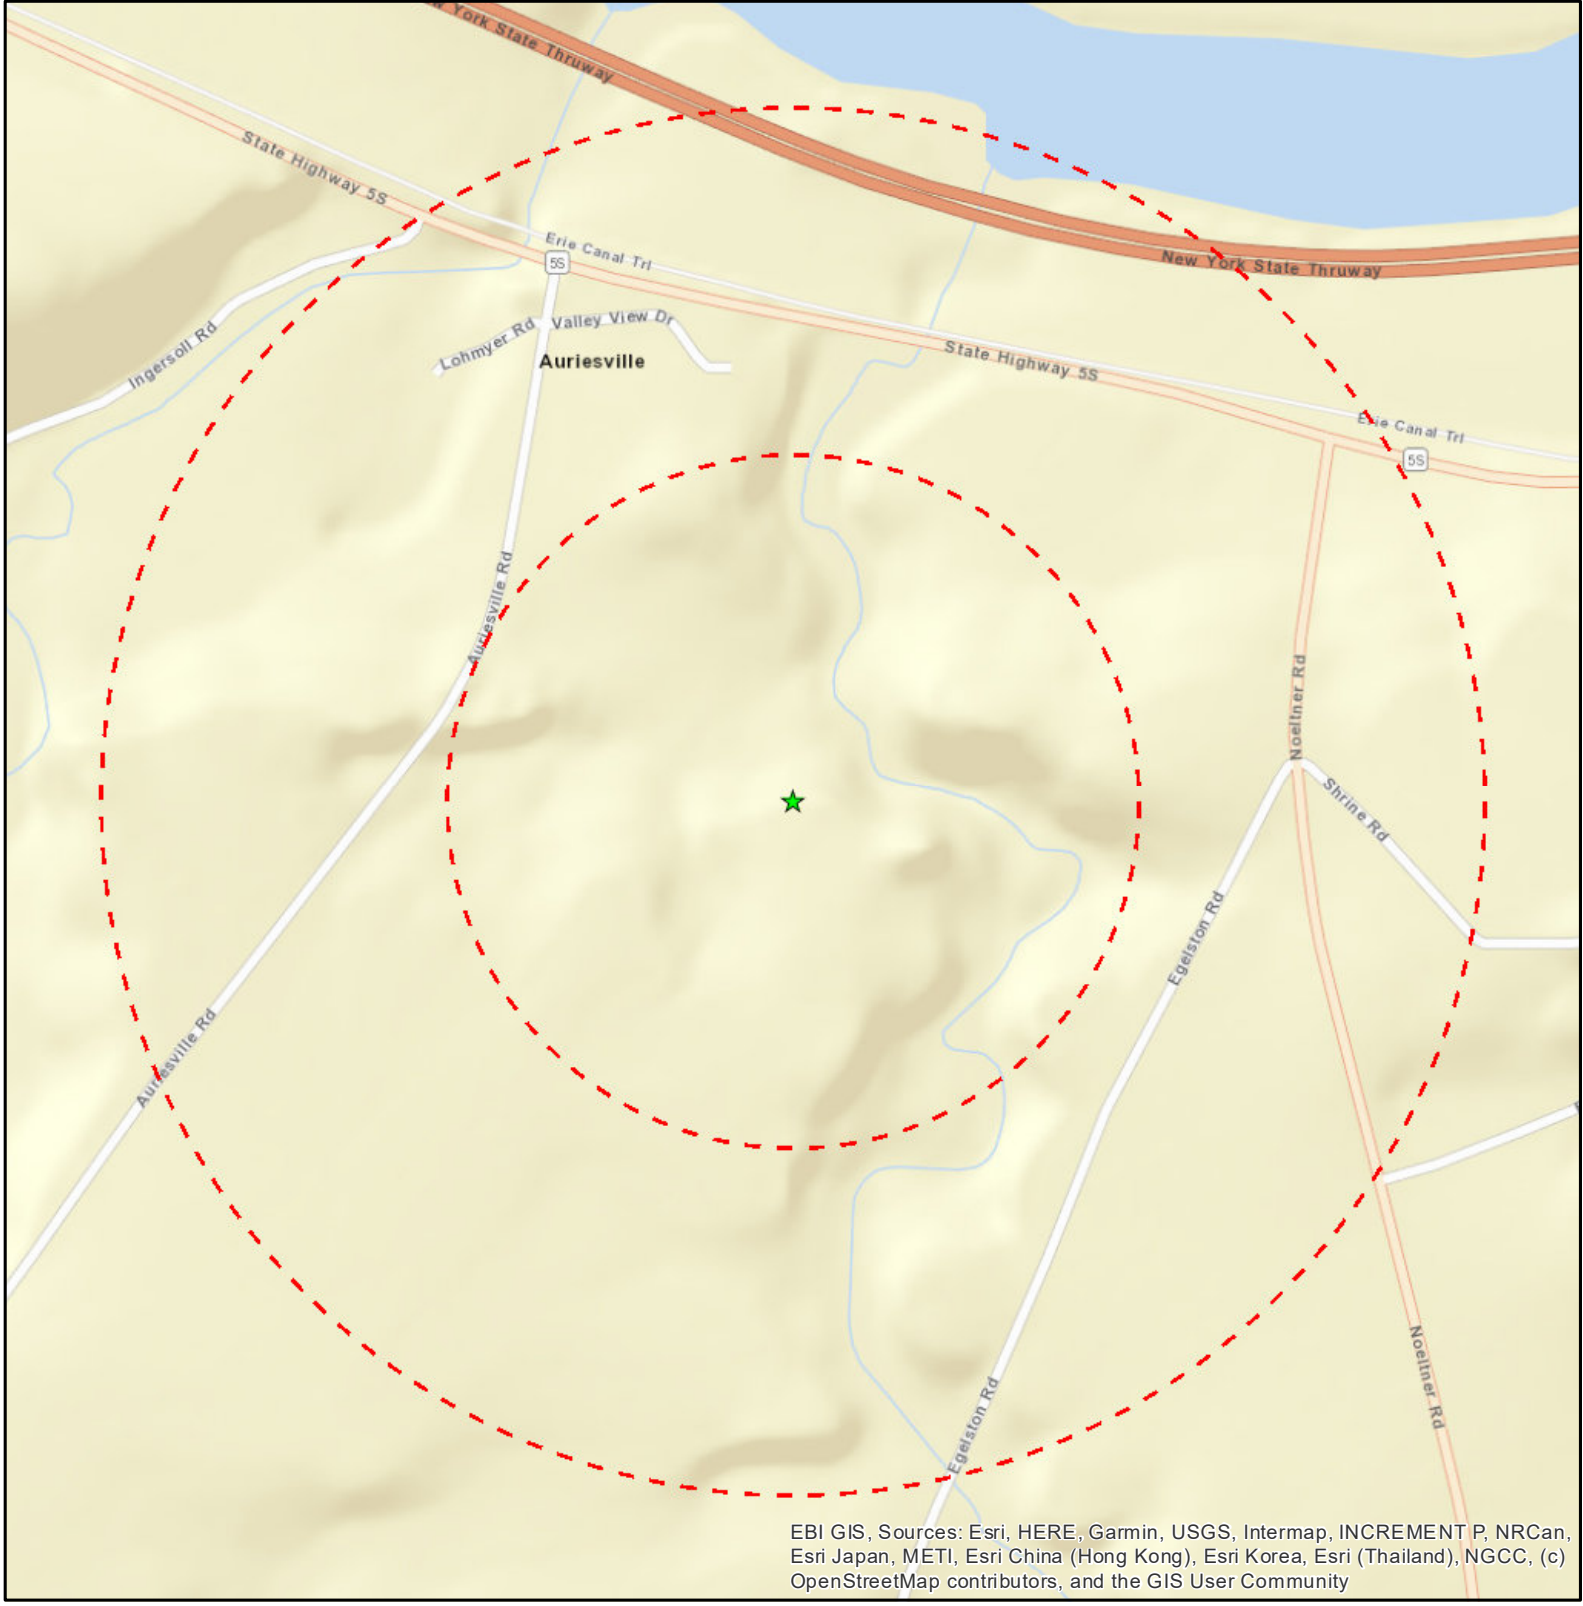 w York State Thruway
State Highway 5S
Erie Canal Trl
5S
New York State Thruway
Ingersoll Rd
Lohmyer Rd
Valley View Dr
Auriesville
State Highway 5S
Erie Canal Trl
5S
Auriesville Rd
Noeltner Rd
Shrine Rd
Egelston Rd
Auriesville Rd
Noeltner Rd
Egelston Rd
EBI GIS, Sources: Esri, HERE, Garmin, USGS, Intermap, INCREMENT P, NRCan,
Esri Japan, METI, Esri China (Hong Kong), Esri Korea, Esri (Thailand), NGCC, (c)
OpenStreetMap contributors, and the GIS User Community